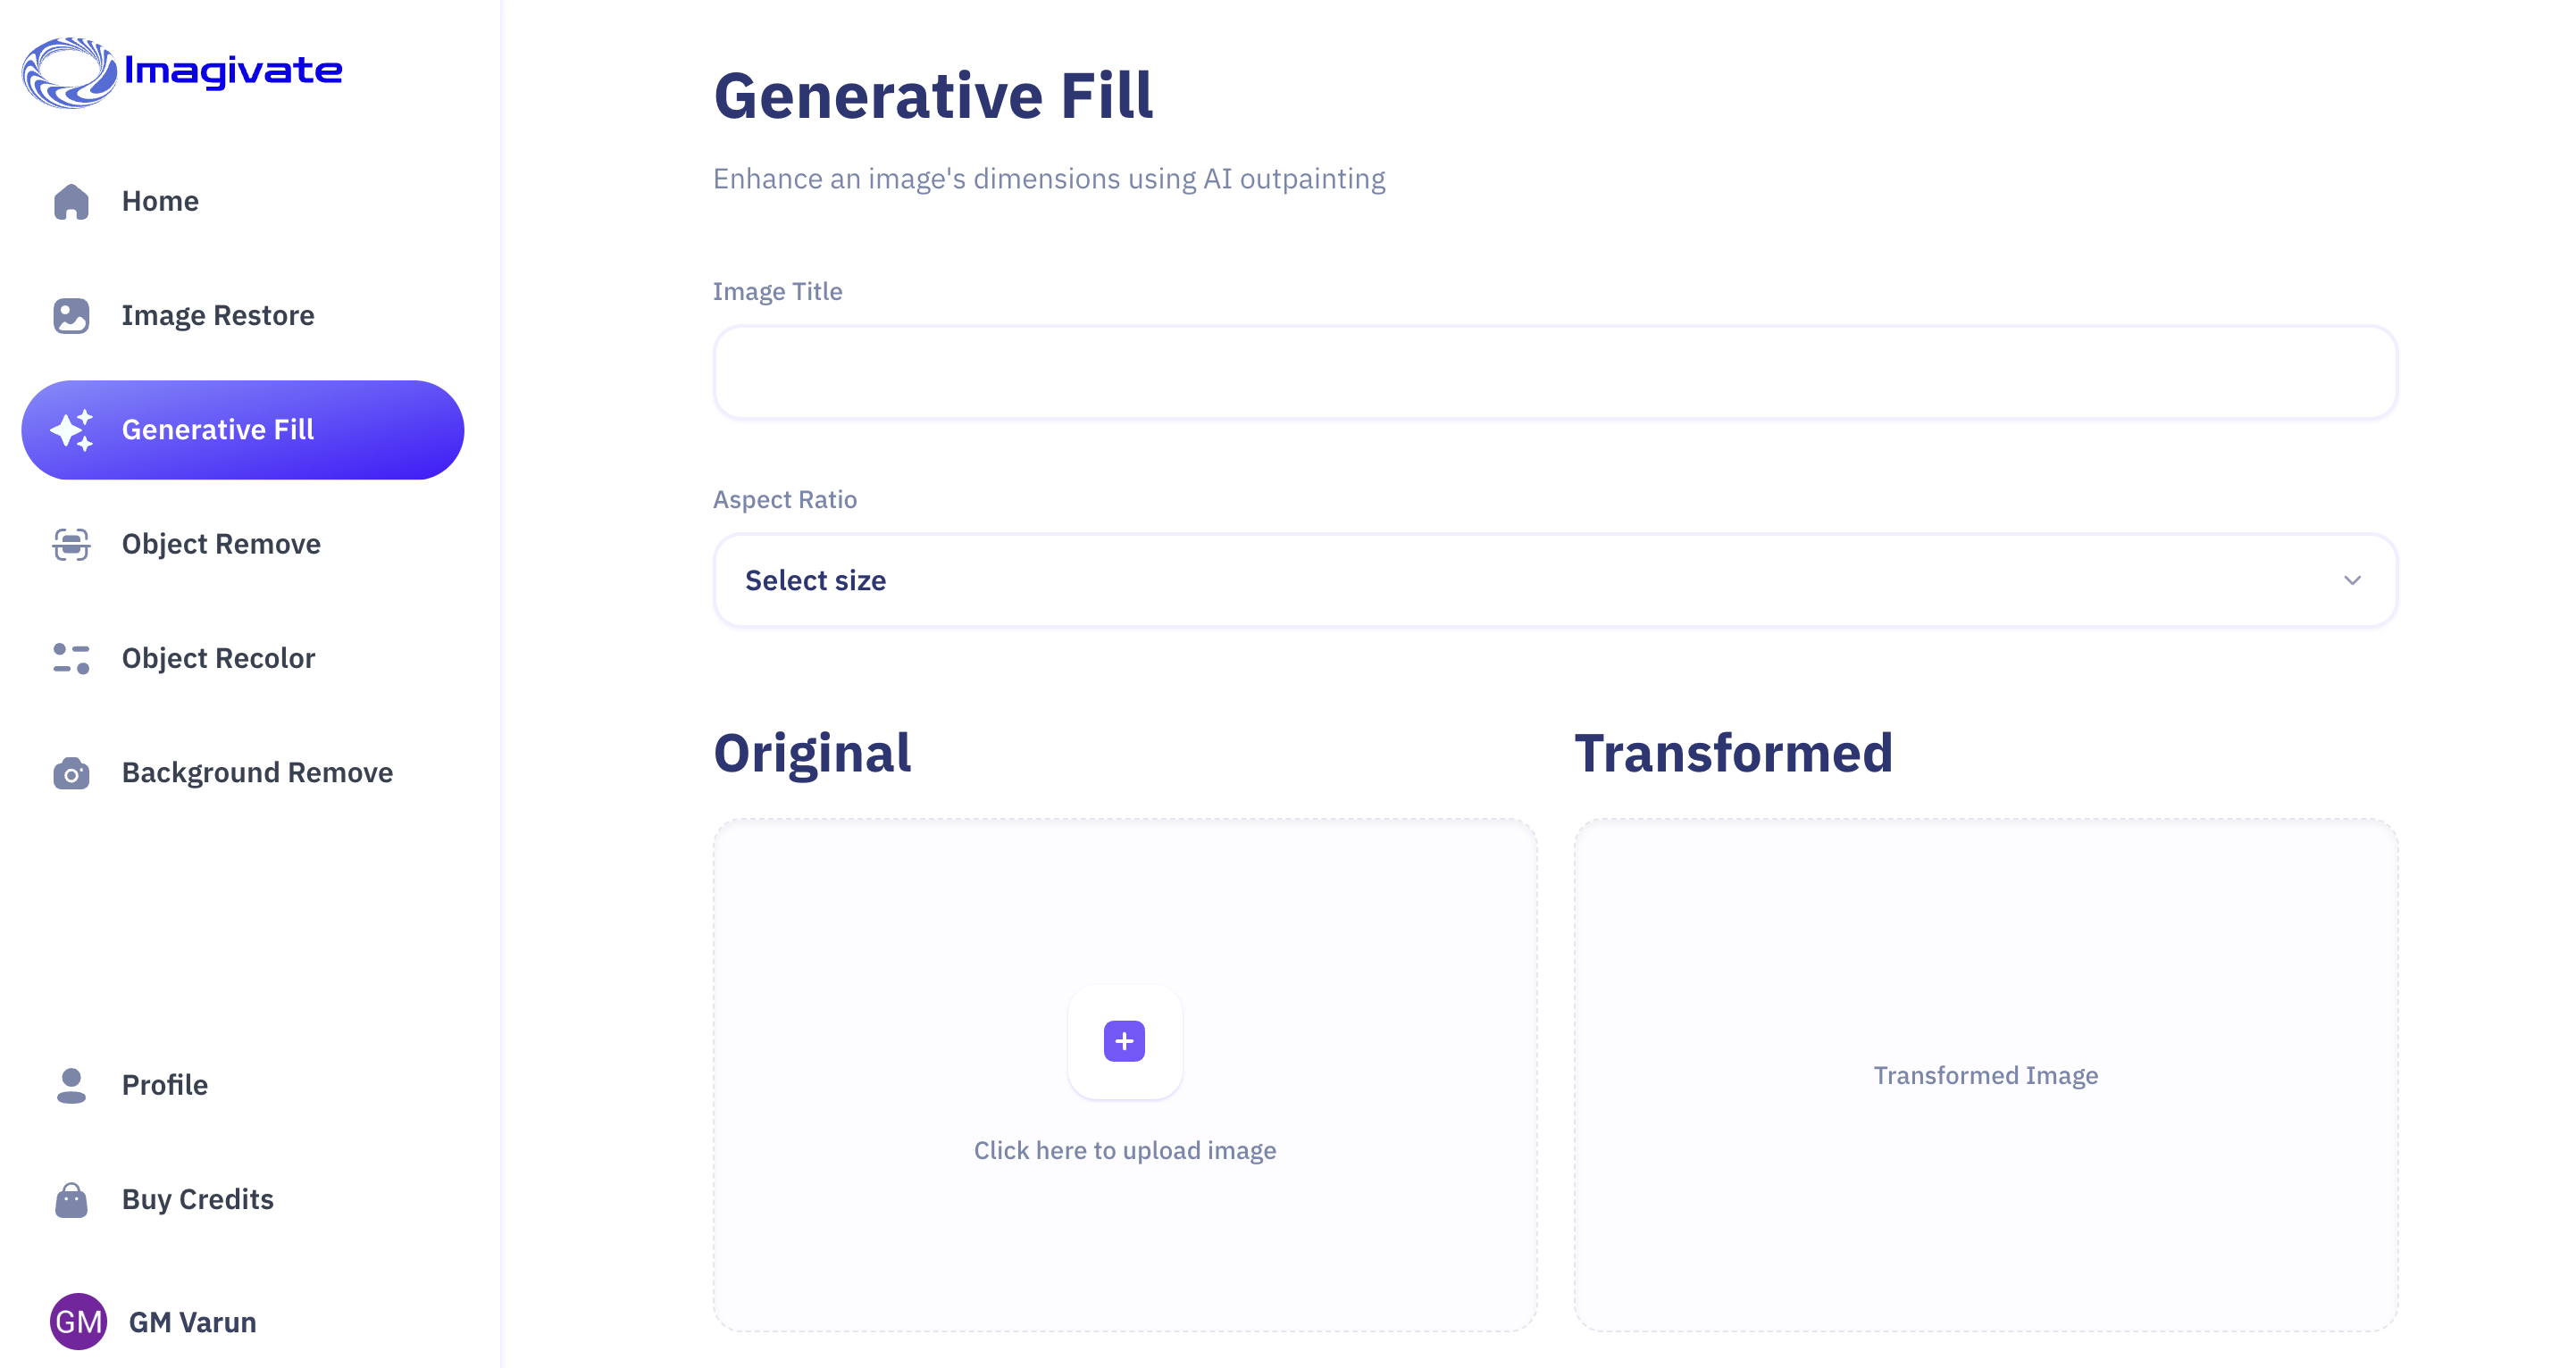 Imagivate
Home
Image Restore
Generative Fill
Object Remove
Object Recolor
Background Remove
Profile
Buy Credits
GM
GM Varun
Generative Fill
Enhance an image's dimensions using AI outpainting
Image Title
Aspect Ratio
Select size
Original
Transformed
Click here to upload image
Transformed Image